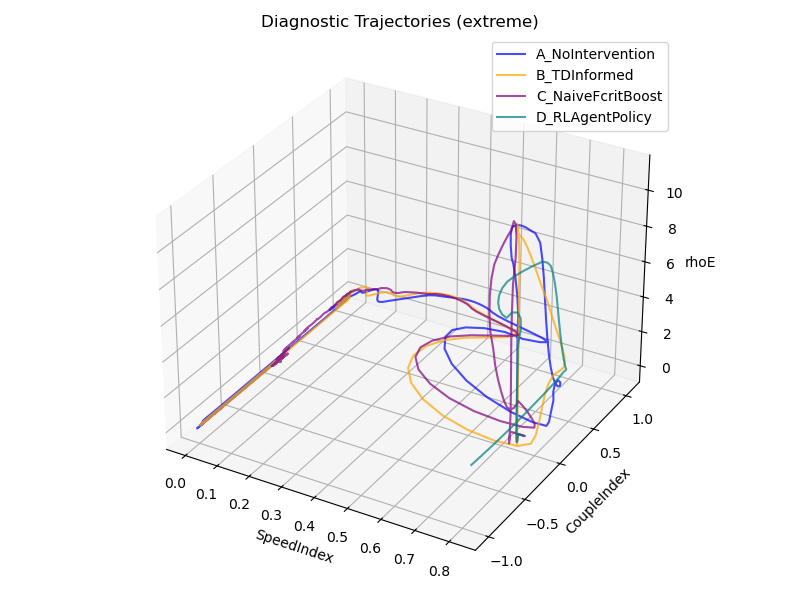 Diagnostic Trajectories (extreme)
A_NoIntervention
B_TDInformed
C_NaiveFcritBoost
D_RLAgentPolicy
10
8
rhoE
6
4
2
0
1.0
0.5
0.0
−0.5
−1.0
CoupleIndex
0.0
0.1
0.2
0.3
0.4
0.5
0.6
0.7
0.8
SpeedIndex